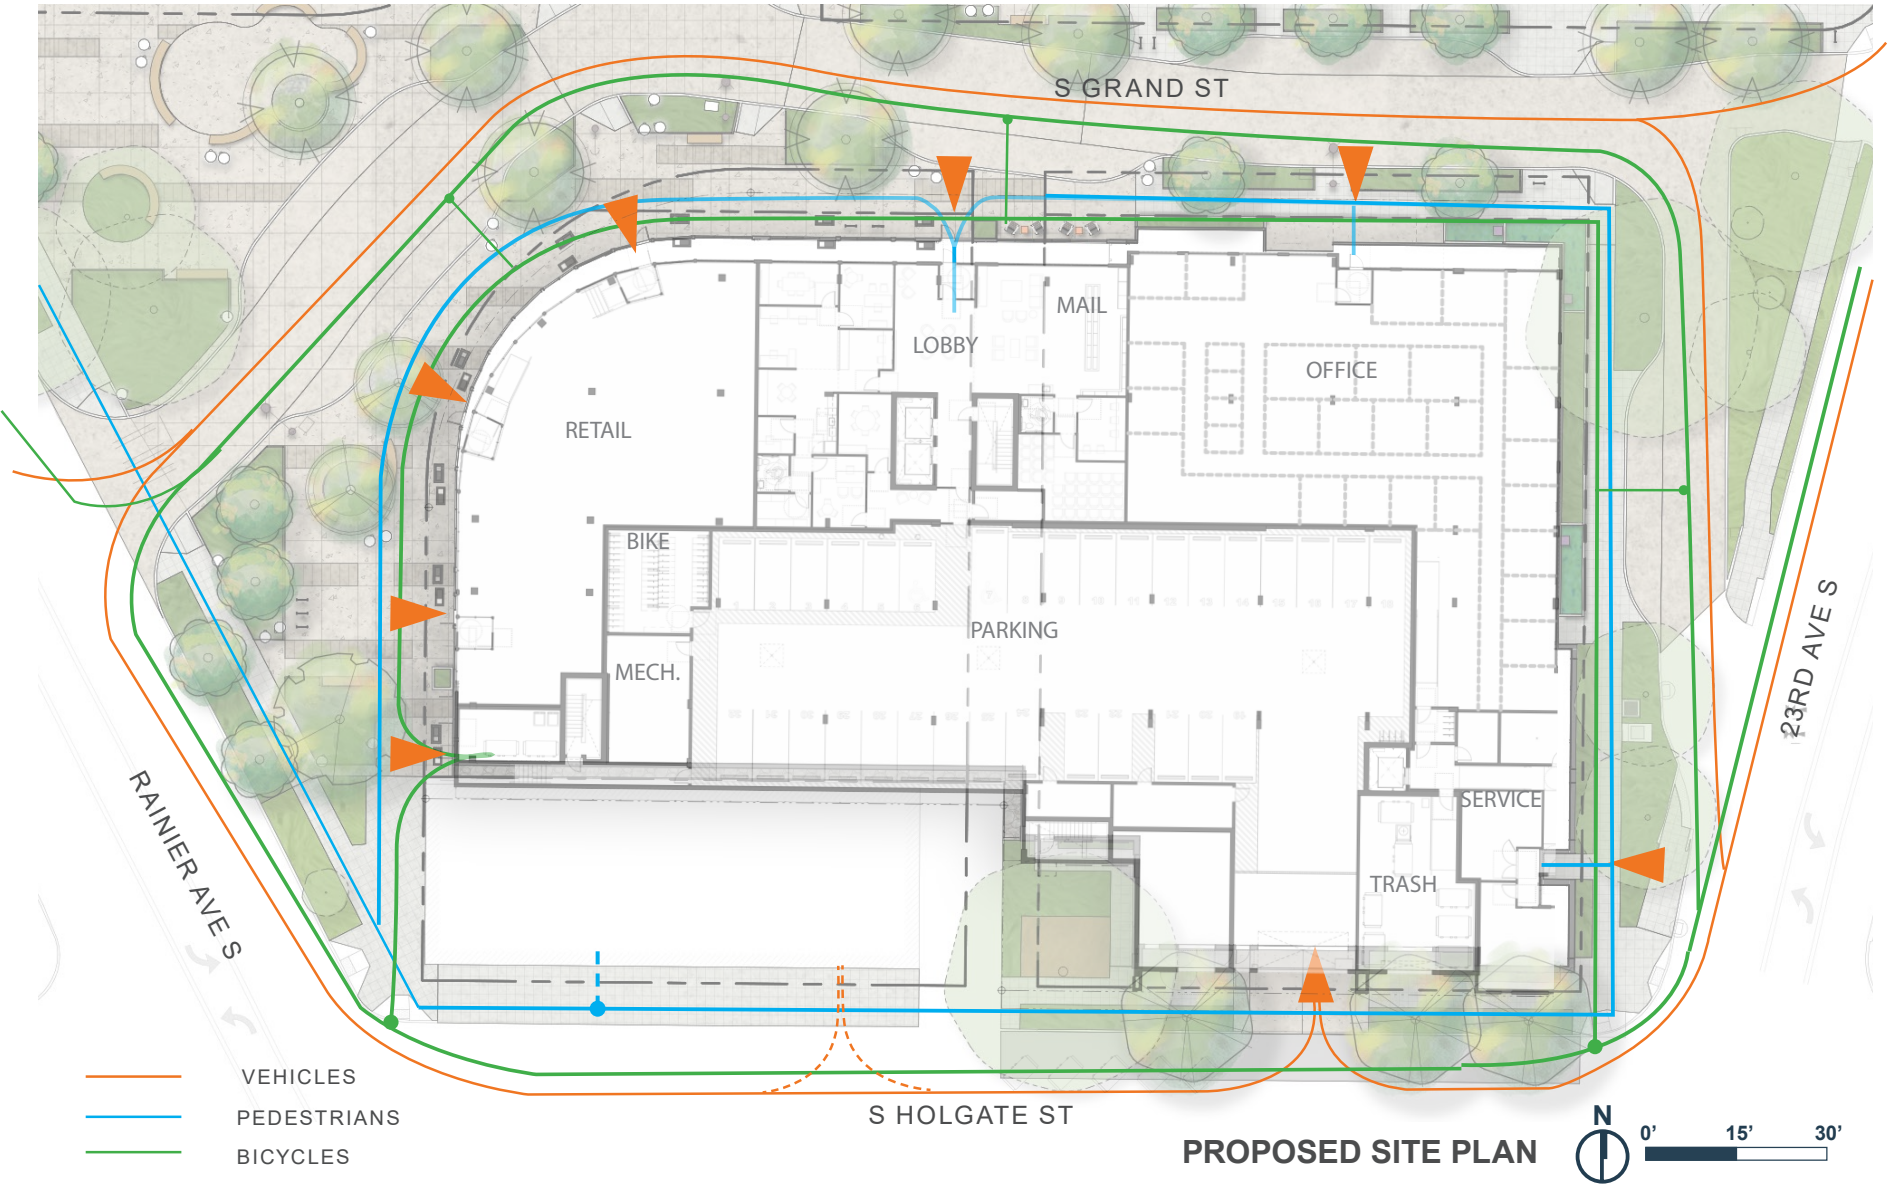 S GRAND ST
MAIL
LOBBY
OFFICE
RETAIL
BIKE
PARKING
MECH.
23RD AVE S
SERVICE
RAINIER AVE S
TRASH
VEHICLES
PEDESTRIANS
BICYCLES
S HOLGATE ST
PROPOSED SITE PLAN
N
0' 15' 30'